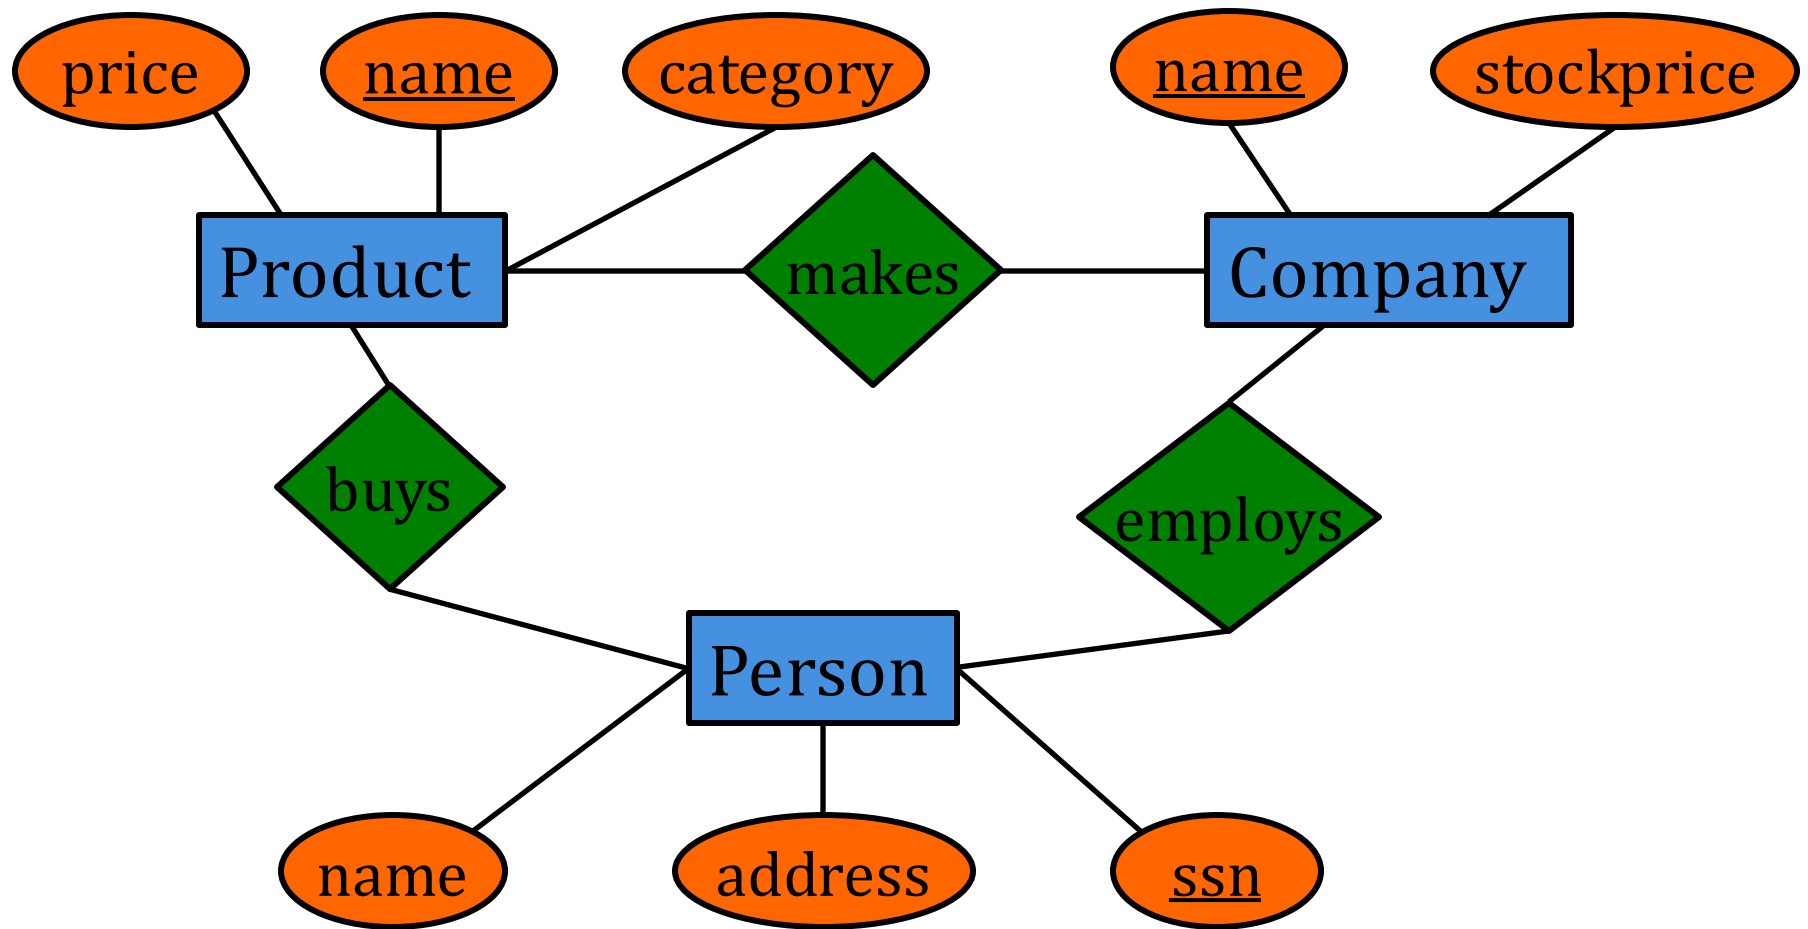 price
name
category
name
stockprice
Product
makes
Company
buys
employs
Person
name
address
ssn